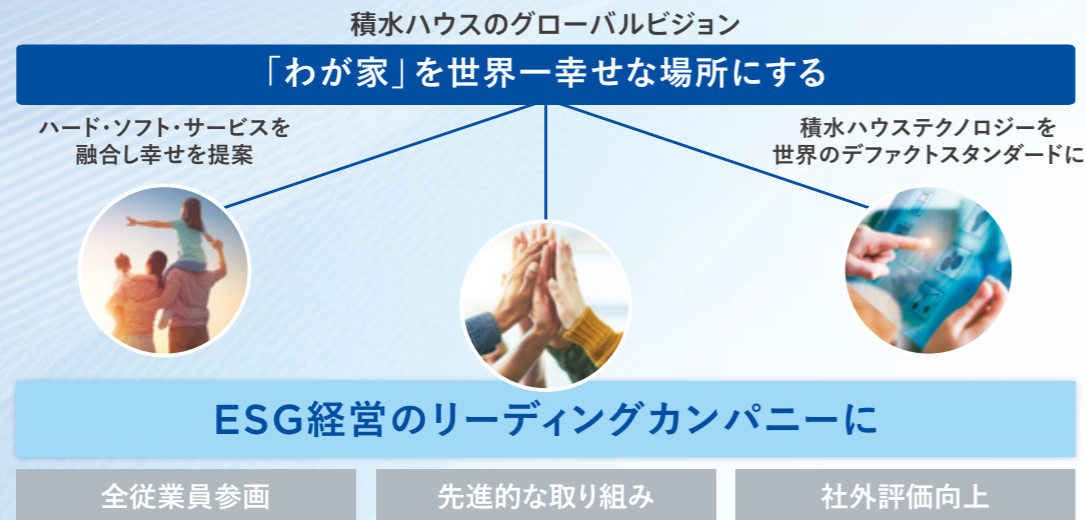 積水ハウスのグローバルビジョン
「わが家」を世界一幸せな場所にする
ハード・ソフト・サービスを
融合し幸せを提案
積水ハウステクノロジーを
世界のデファクトスタンダードに
ESG経営のリーディングカンパニーに
全従業員参画
先進的な取り組み
社外評価向上